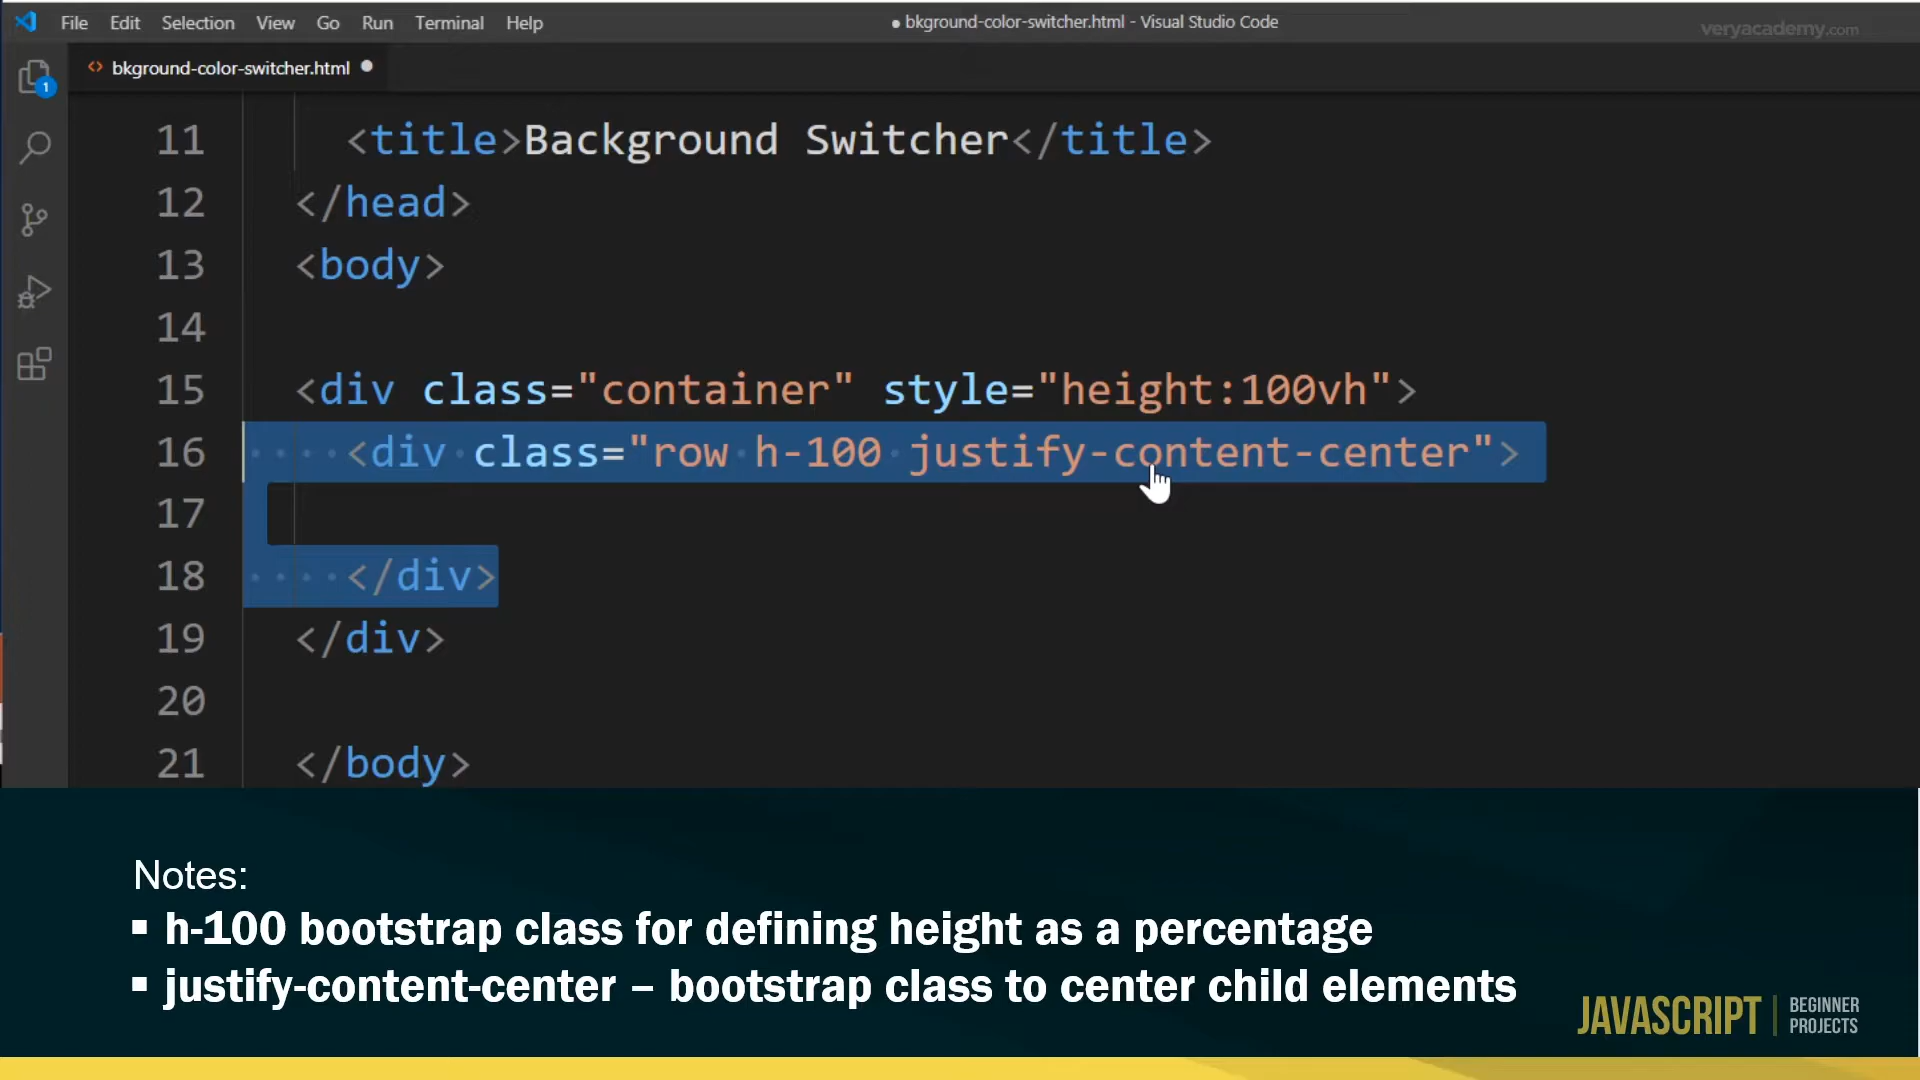 File Edit Selection View Go Run Terminal Help
● bkground-color-switcher.html - Visual Studio Code
veryacademy.com
<> bkground-color-switcher.html ●
1
11 <title>Background Switcher</title>
12 </head>
13 <body>
14
15 <div class="container" style="height:100vh">
16 <div class="row h-100 justify-content-center">
17
18 </div>
19 </div>
20
21 </body>
Notes:
▪ h-100 bootstrap class for defining height as a percentage
▪ justify-content-center – bootstrap class to center child elements
JAVASCRIPT | BEGINNER
PROJECTS